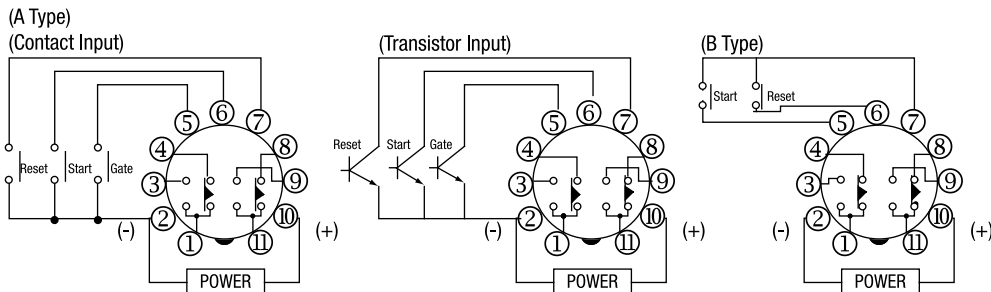 (A Type)
(Contact Input)
Reset
Start
Gate
5
6
7
4
8
3
9
2
10
(-)
1
11
(+)
POWER
(Transistor Input)
Reset
Start
Gate
5
6
7
4
8
3
9
2
10
(-)
1
11
(+)
POWER
(B Type)
Start
Reset
5
6
7
4
8
3
9
2
10
(-)
1
11
(+)
POWER